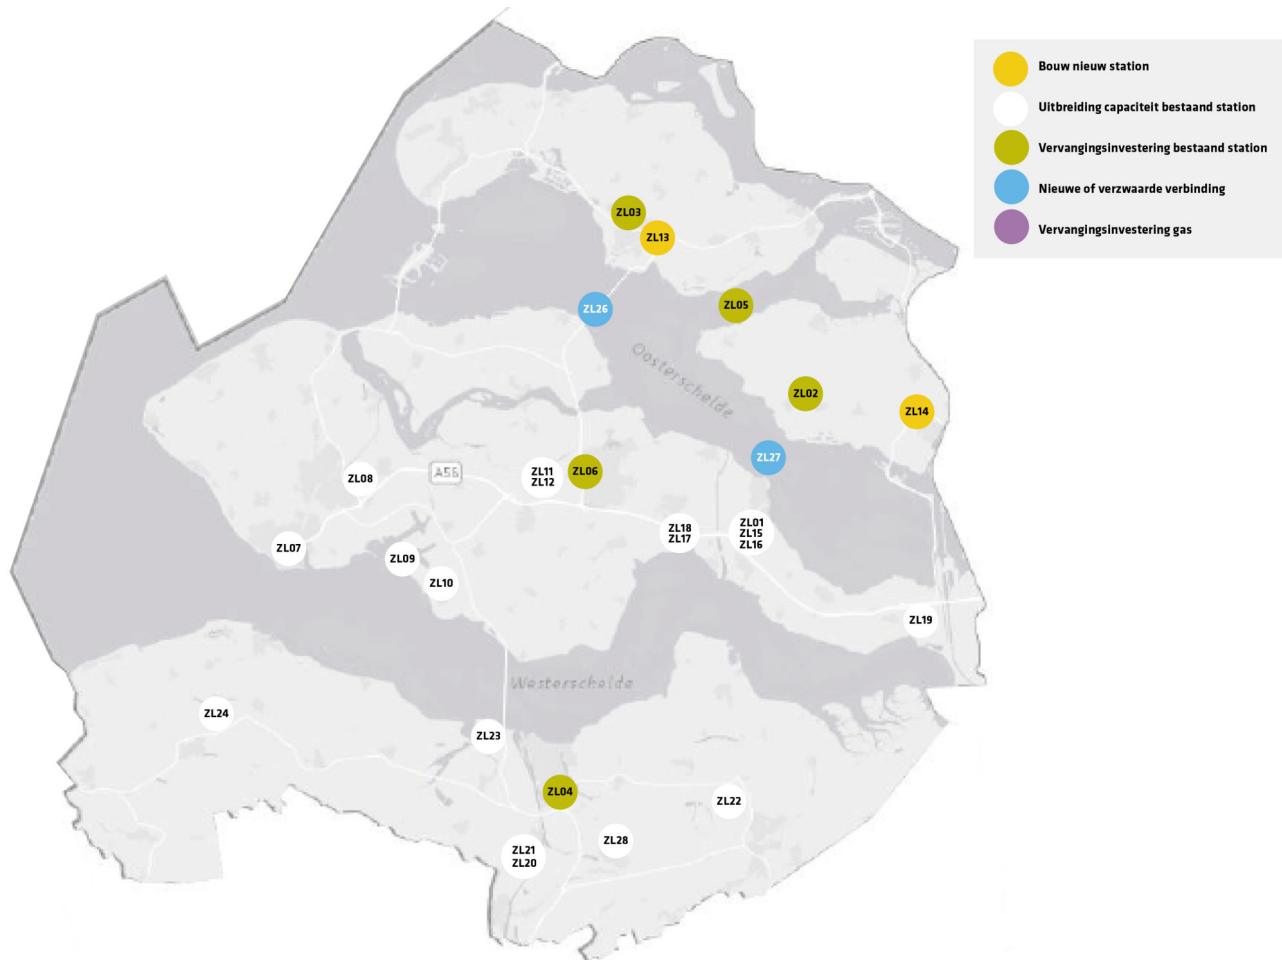 Bouw nieuw station
Uitbreiding capaciteit bestaand station
Vervangingsinvestering bestaand station
Nieuwe of verzwaarde verbinding
Vervangingsinvestering gas
ZL03
ZL13
ZL05
ZL26
Oosterschelde
ZL02
ZL14
ZL27
ZL11
ZL12
ZL06
A58
ZL08
ZL18
ZL17
ZL01
ZL15
ZL16
ZL07
ZL09
ZL10
ZL19
Westerschelde
ZL24
ZL23
ZL04
ZL22
ZL28
ZL21
ZL20